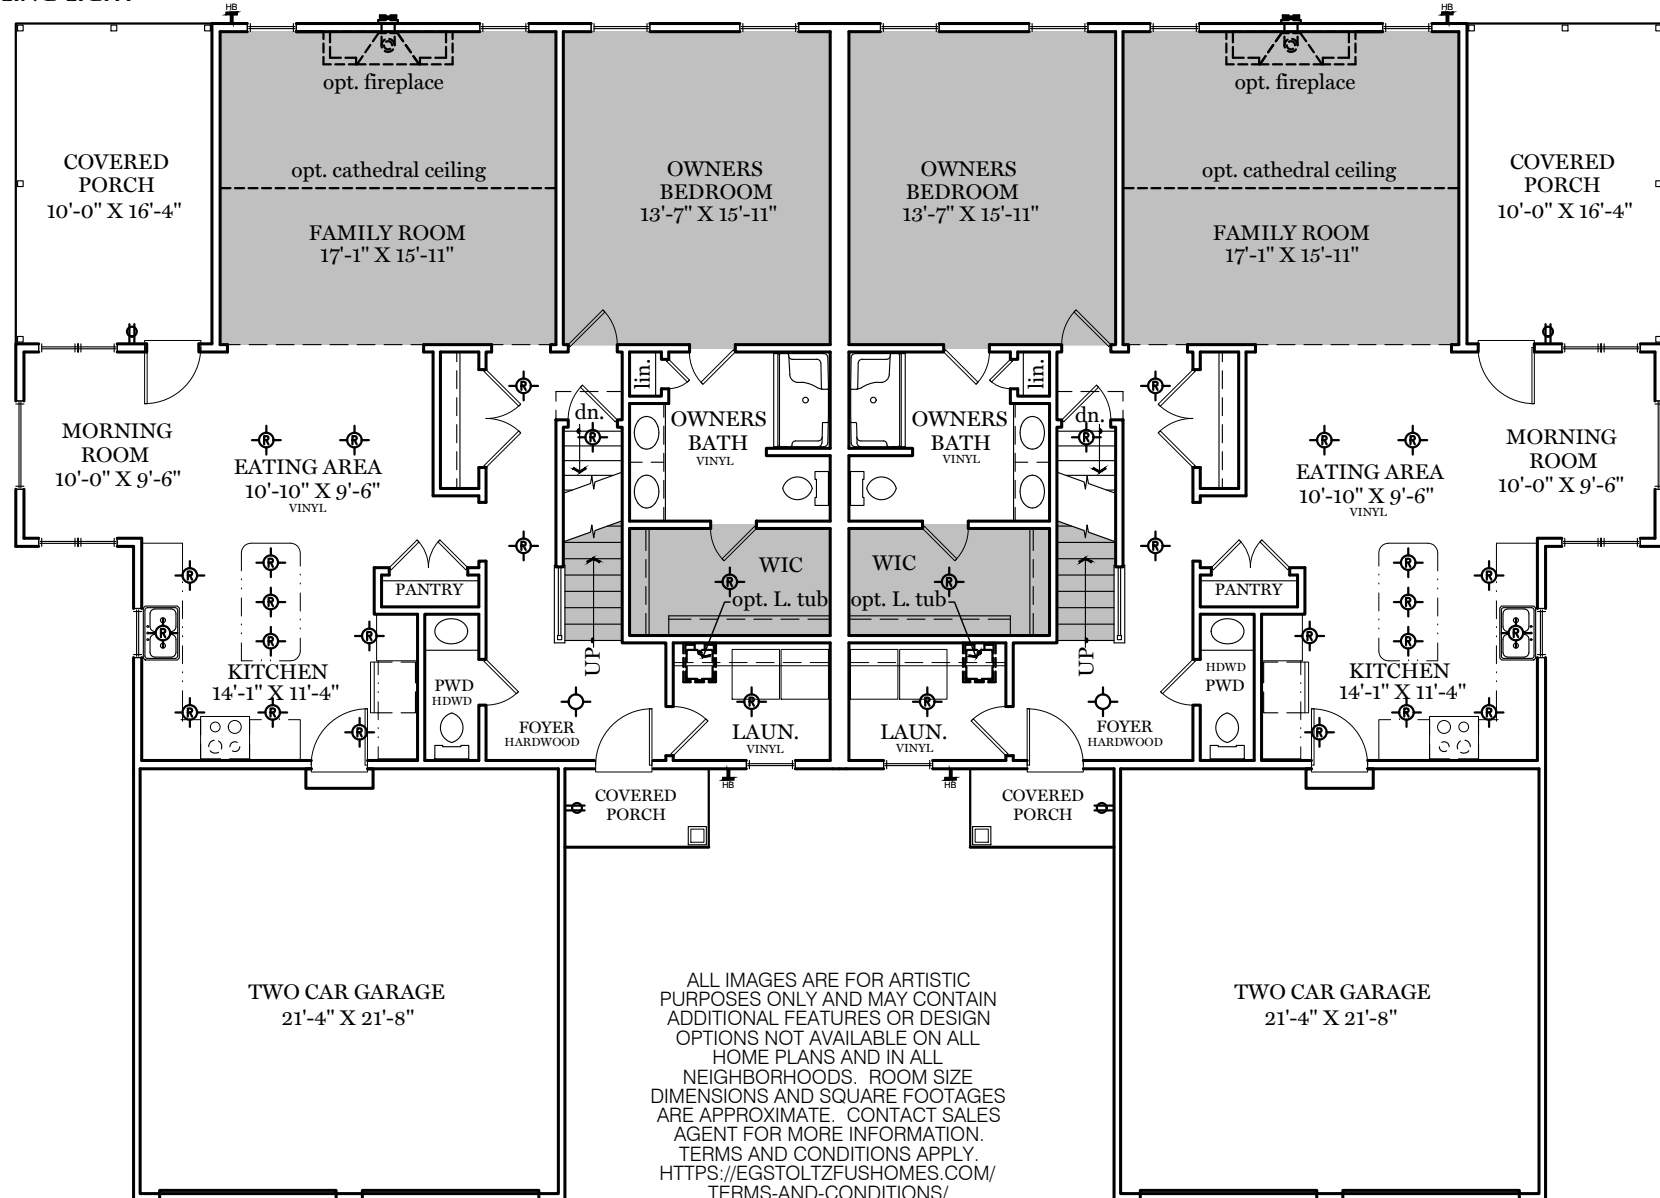 HB
HB
opt. fireplace
opt. fireplace
COVERED
PORCH
10'-0" X 16'-4"
opt. cathedral ceiling
FAMILY ROOM
17'-1" X 15'-11"
OWNERS
BEDROOM
13'-7" X 15'-11"
OWNERS
BEDROOM
13'-7" X 15'-11"
opt. cathedral ceiling
FAMILY ROOM
17'-1" X 15'-11"
COVERED
PORCH
10'-0" X 16'-4"
MORNING
ROOM
10'-0" X 9'-6"
R
R
EATING AREA
10'-10" X 9'-6"
VINYL
R
dn.
R
lin.
OWNERS
BATH
VINYL
OWNERS
BATH
VINYL
lin.
dn.
R
R
R
R
EATING AREA
10'-10" X 9'-6"
VINYL
MORNING
ROOM
10'-0" X 9'-6"
R
R
R
R
R
R
R
PANTRY
R
UP
WIC
R
opt. L. tub
WIC
R
opt. L. tub
UP
R
PANTRY
R
R
R
R
R
R
KITCHEN
14'-1" X 11'-4"
R
R
R
PWD
HDWD
FOYER
HARDWOOD
R
LAUN.
VINYL
R
LAUN.
VINYL
FOYER
HARDWOOD
HDWD
PWD
KITCHEN
14'-1" X 11'-4"
R
R
R
HB
HB
COVERED
PORCH
COVERED
PORCH
TWO CAR GARAGE
21'-4" X 21'-8"
TWO CAR GARAGE
21'-4" X 21'-8"
ALL IMAGES ARE FOR ARTISTIC
PURPOSES ONLY AND MAY CONTAIN
ADDITIONAL FEATURES OR DESIGN
OPTIONS NOT AVAILABLE ON ALL
HOME PLANS AND IN ALL
NEIGHBORHOODS. ROOM SIZE
DIMENSIONS AND SQUARE FOOTAGES
ARE APPROXIMATE. CONTACT SALES
AGENT FOR MORE INFORMATION.
TERMS AND CONDITIONS APPLY.
HTTPS://EGSTOLTZFUSHOMES.COM/
TERMS-AND-CONDITIONS/